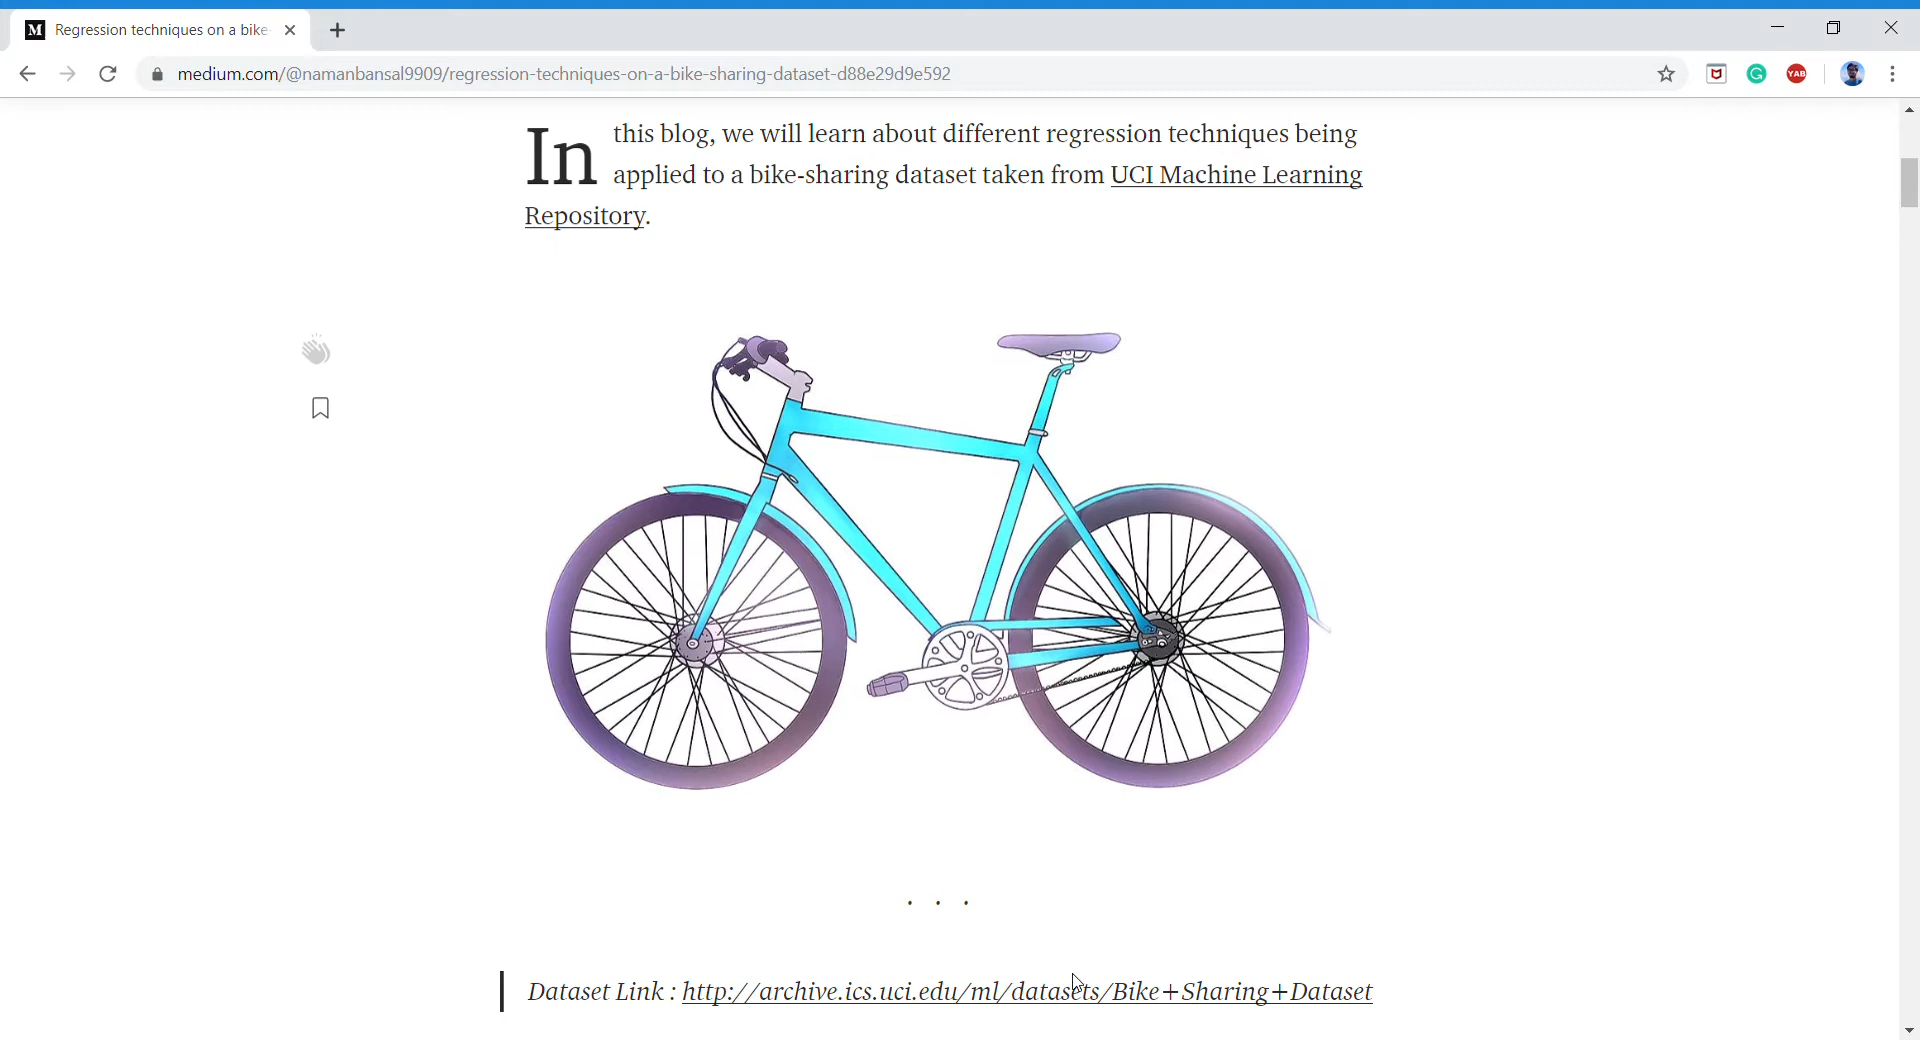 M Regression techniques on a bike
medium.com/@namanbansal9909/regression-techniques-on-a-bike-sharing-dataset-d88e29d9e592
YAB
In this blog, we will learn about different regression techniques being
applied to a bike-sharing dataset taken from UCI Machine Learning
Repository.
. . .
Dataset Link : http://archive.ics.uci.edu/ml/datasets/Bike+Sharing+Dataset